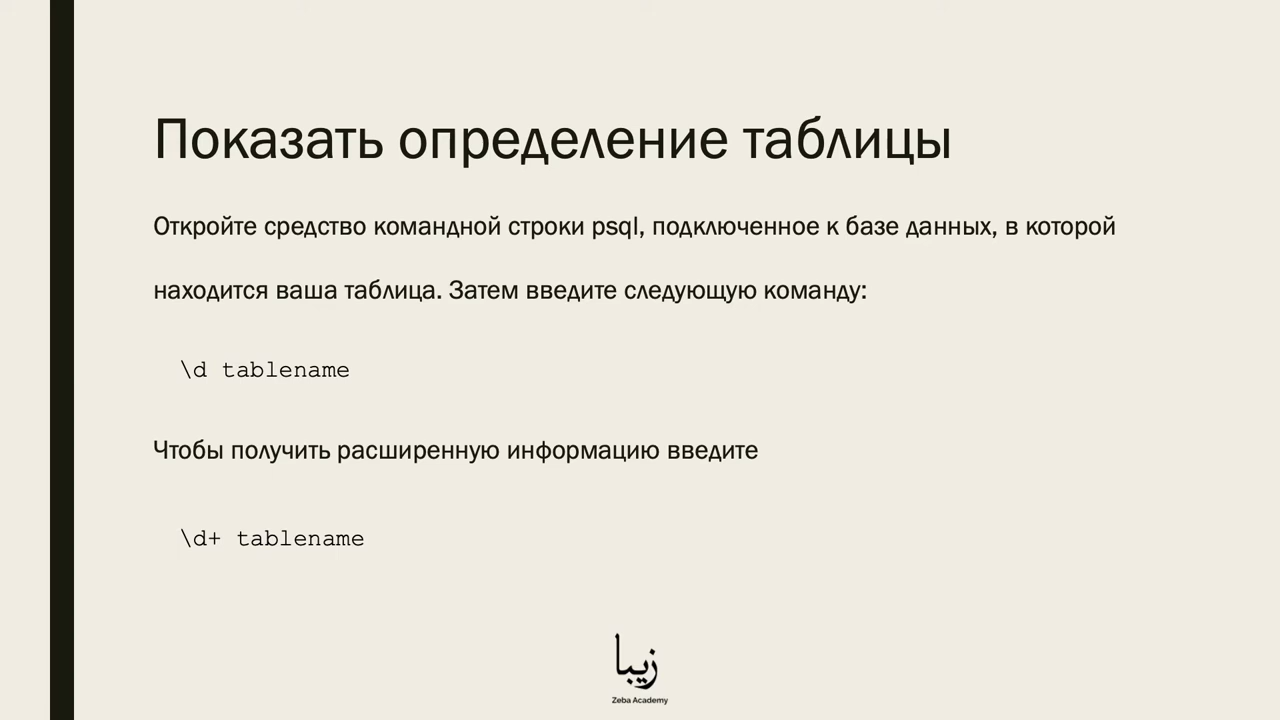 Показать определение таблицы
Откройте средство командной строки psql, подключенное к базе данных, в которой
находится ваша таблица. Затем введите следующую команду:
\d tablename
Чтобы получить расширенную информацию введите
\d+ tablename
زيبا
Zeba Academy